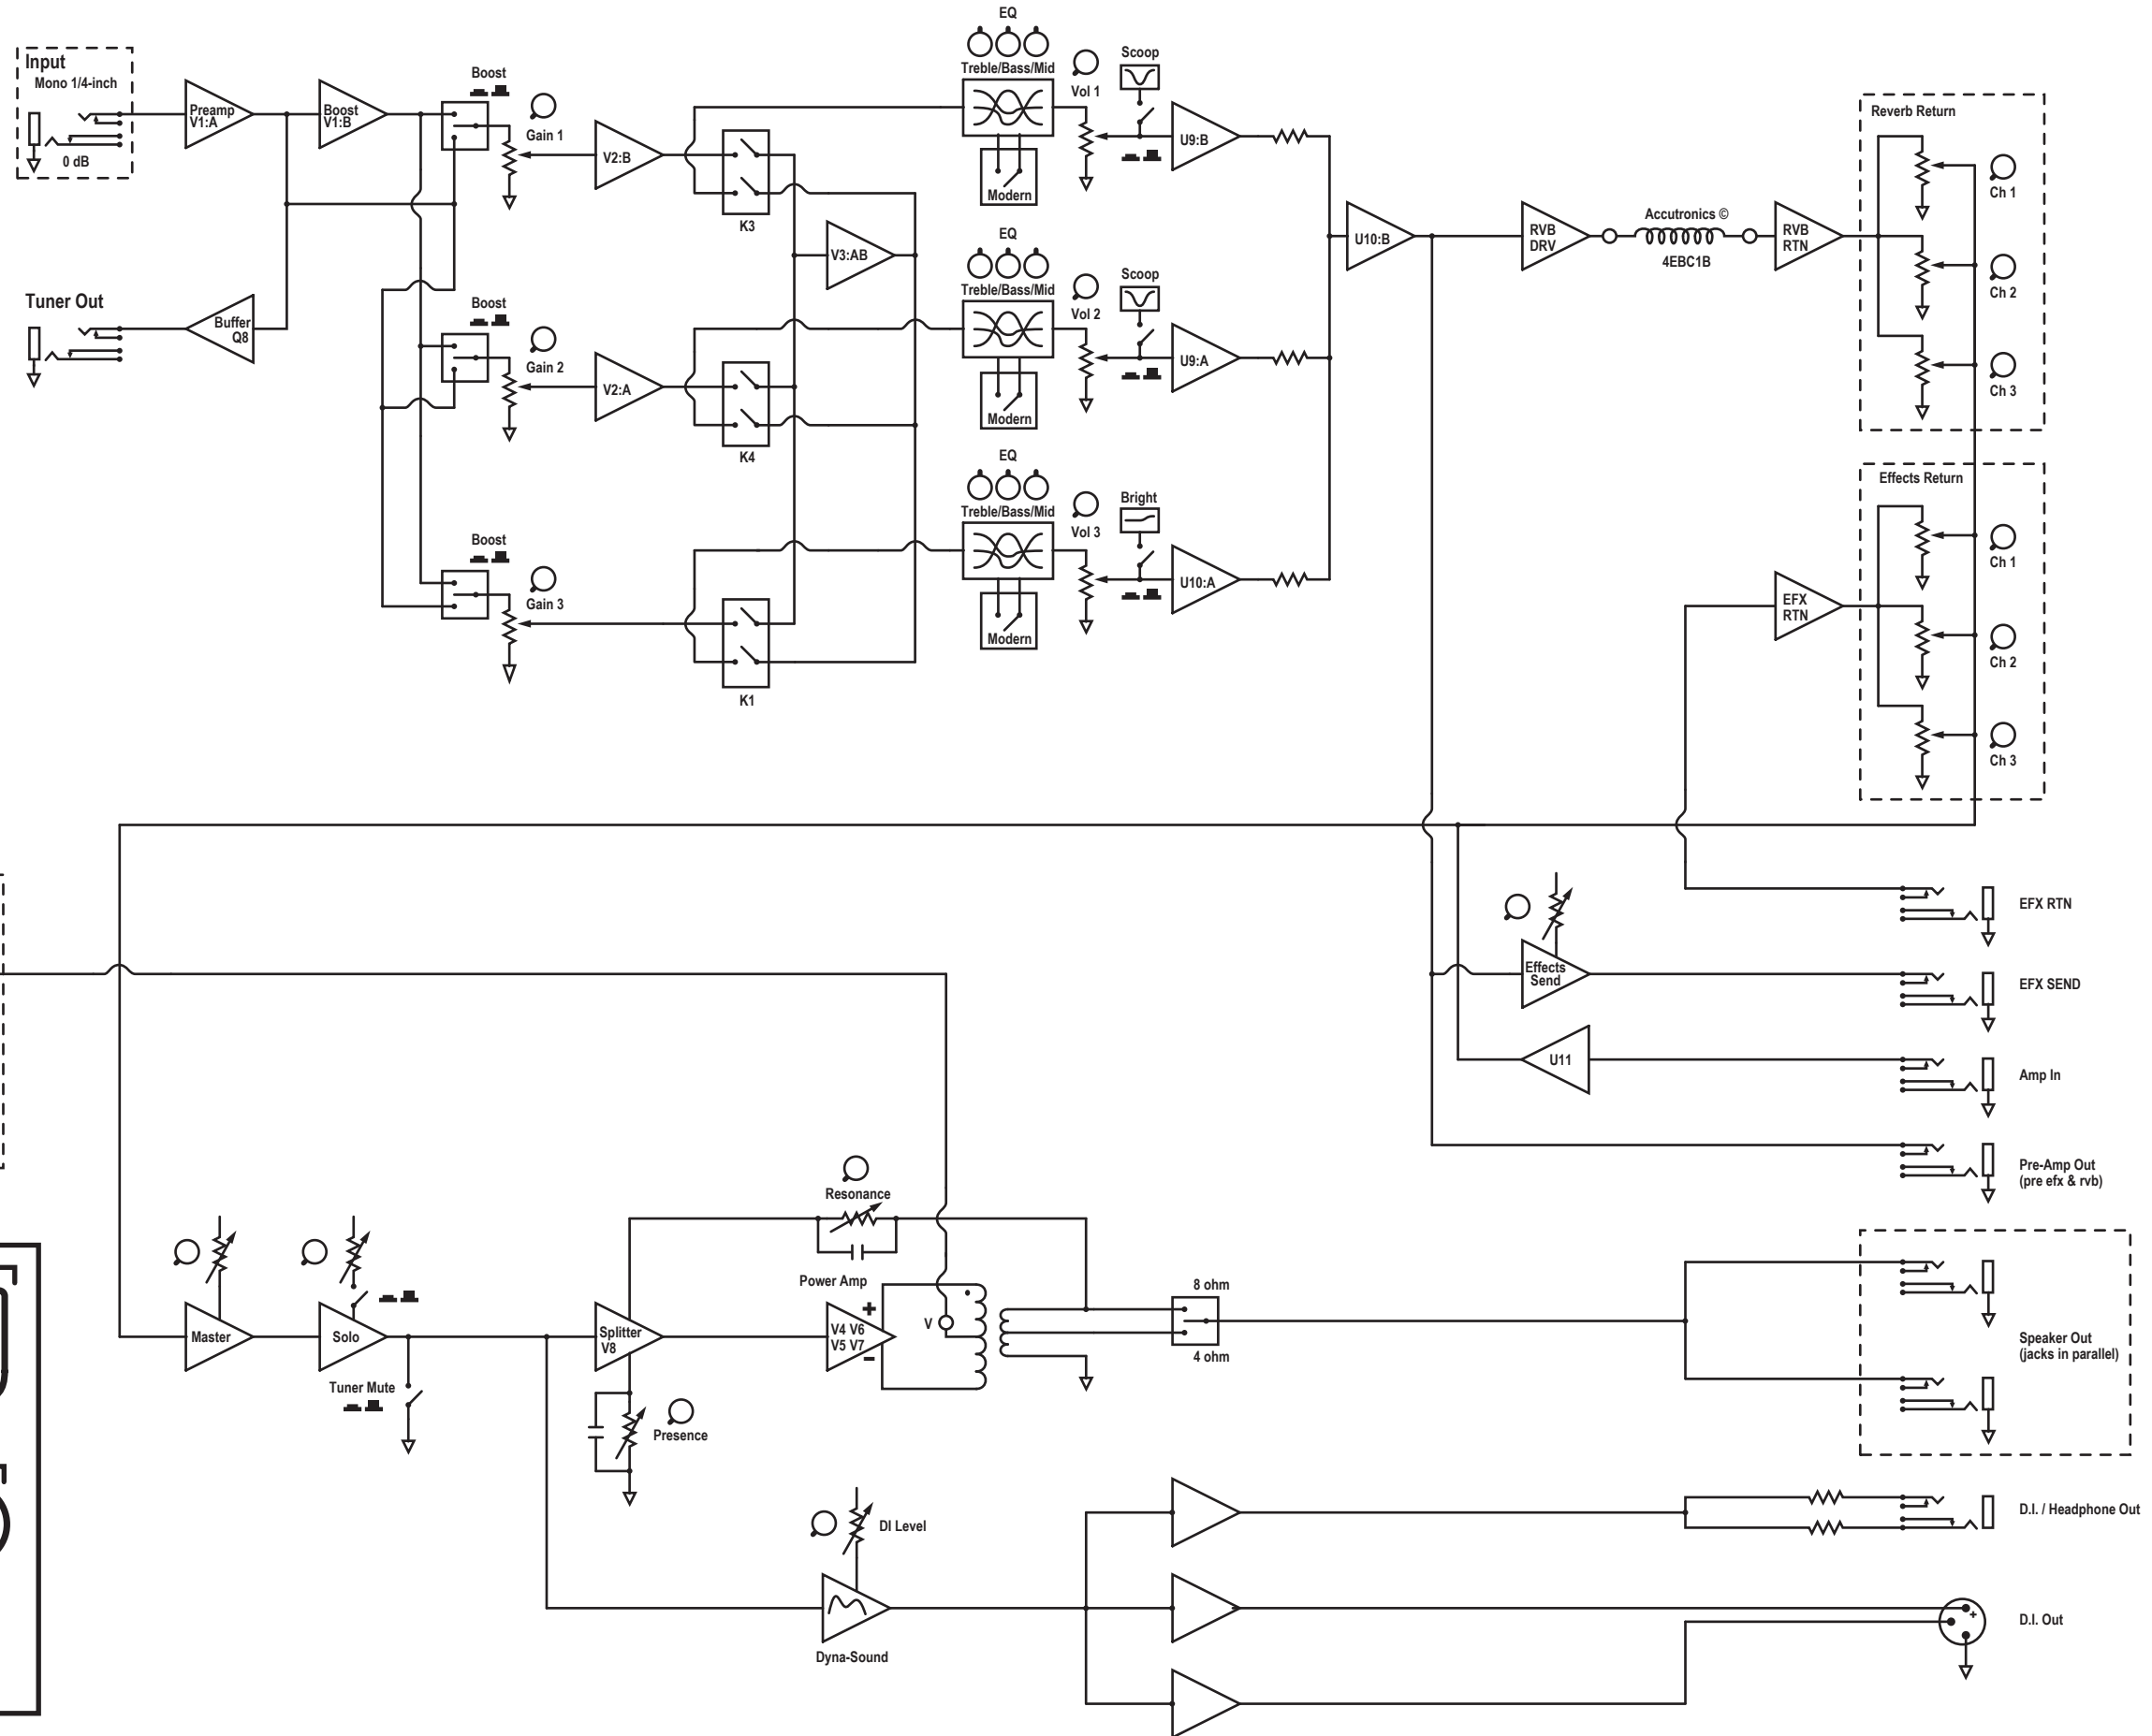 Input
Mono 1/4-inch
0 dB
Preamp
V1:A
Boost
V1:B
Boost
Gain 1
V2:B
K3
V3:AB
EQ
Treble/Bass/Mid
Modern
Vol 1
Scoop
U9:B
Tuner Out
Buffer
Q8
Boost
Gain 2
V2:A
K4
EQ
Treble/Bass/Mid
Modern
Vol 2
Scoop
U9:A
Boost
Gain 3
K1
EQ
Treble/Bass/Mid
Modern
Vol 3
Bright
U10:A
U10:B
RVB
DRV
Accutronics ©
4EBC1B
RVB
RTN
Reverb Return
Ch 1
Ch 2
Ch 3
Effects Return
EFX
RTN
Ch 1
Ch 2
Ch 3
EFX RTN
Effects
Send
EFX SEND
U11
Amp In
Pre-Amp Out
(pre efx & rvb)
Master
Solo
Tuner Mute
Splitter
V8
Presence
Resonance
Power Amp
V4 V6
V5 V7
+
-
V
8 ohm
4 ohm
Speaker Out
(jacks in parallel)
DI Level
Dyna-Sound
D.I. / Headphone Out
+
D.I. Out